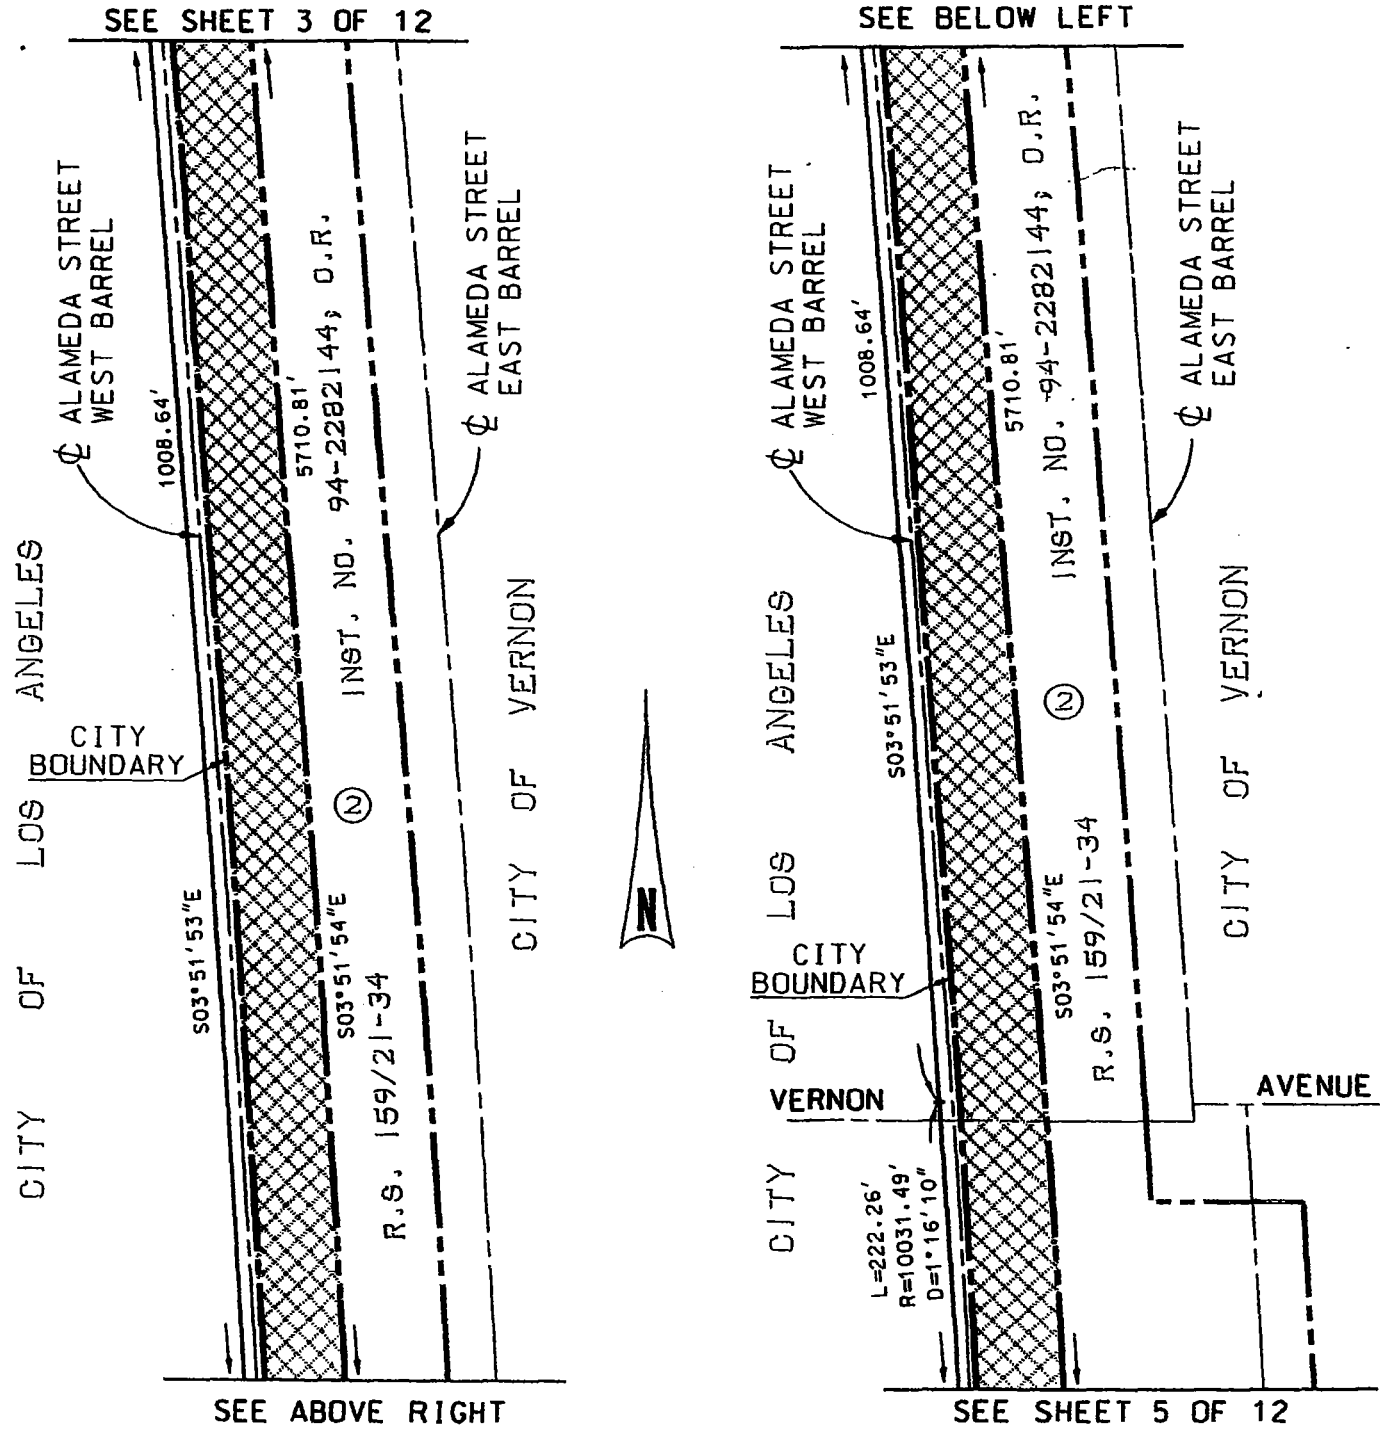 SEE SHEET 3 OF 12
℄ ALAMEDA STREET
WEST BARREL
1008.64'
5710.81'
INST. NO. 94-2282144; O.R.
℄ ALAMEDA STREET
EAST BARREL
CITY OF LOS ANGELES
CITY
BOUNDARY
2
CITY OF VERNON
S03°51'53"E
S03°51'54"E
R.S. 159/21-34
SEE ABOVE RIGHT
N
SEE BELOW LEFT
℄ ALAMEDA STREET
WEST BARREL
1008.64'
5710.81'
INST. NO. 94-2282144; O.R.
℄ ALAMEDA STREET
EAST BARREL
CITY OF LOS ANGELES
S03°51'53"E
2
CITY OF VERNON
CITY
BOUNDARY
S03°51'54"E
R.S. 159/21-34
VERNON AVENUE
L=222.26'
R=10031.49'
D=1°16'10"
SEE SHEET 5 OF 12